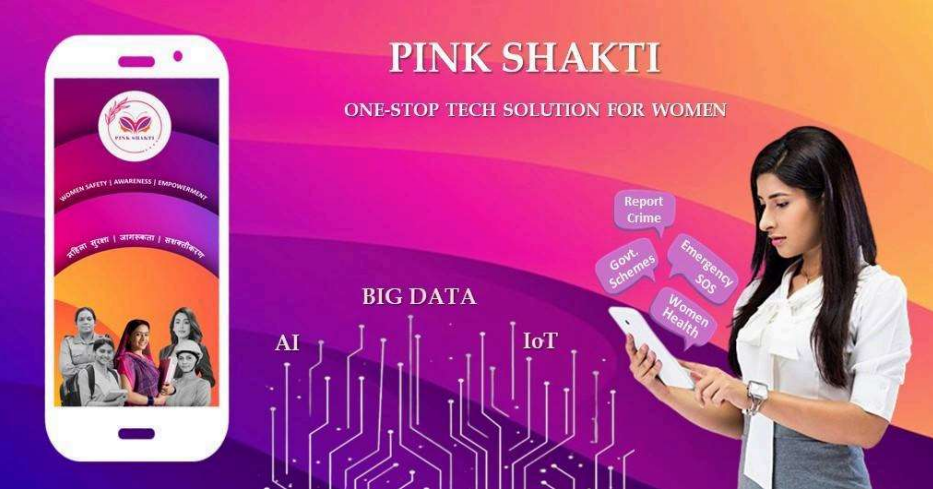 PINK SHAKTI
ONE-STOP TECH SOLUTION FOR WOMEN
PINK SHAKTI
WOMEN SAFETY | AWARENESS | EMPOWERMENT
महिला सुरक्षा | जागरूकता | सशक्तीकरण
Report
Crime
Govt.
Schemes
Emergency
SOS
Women
Health
BIG DATA
AI
IoT